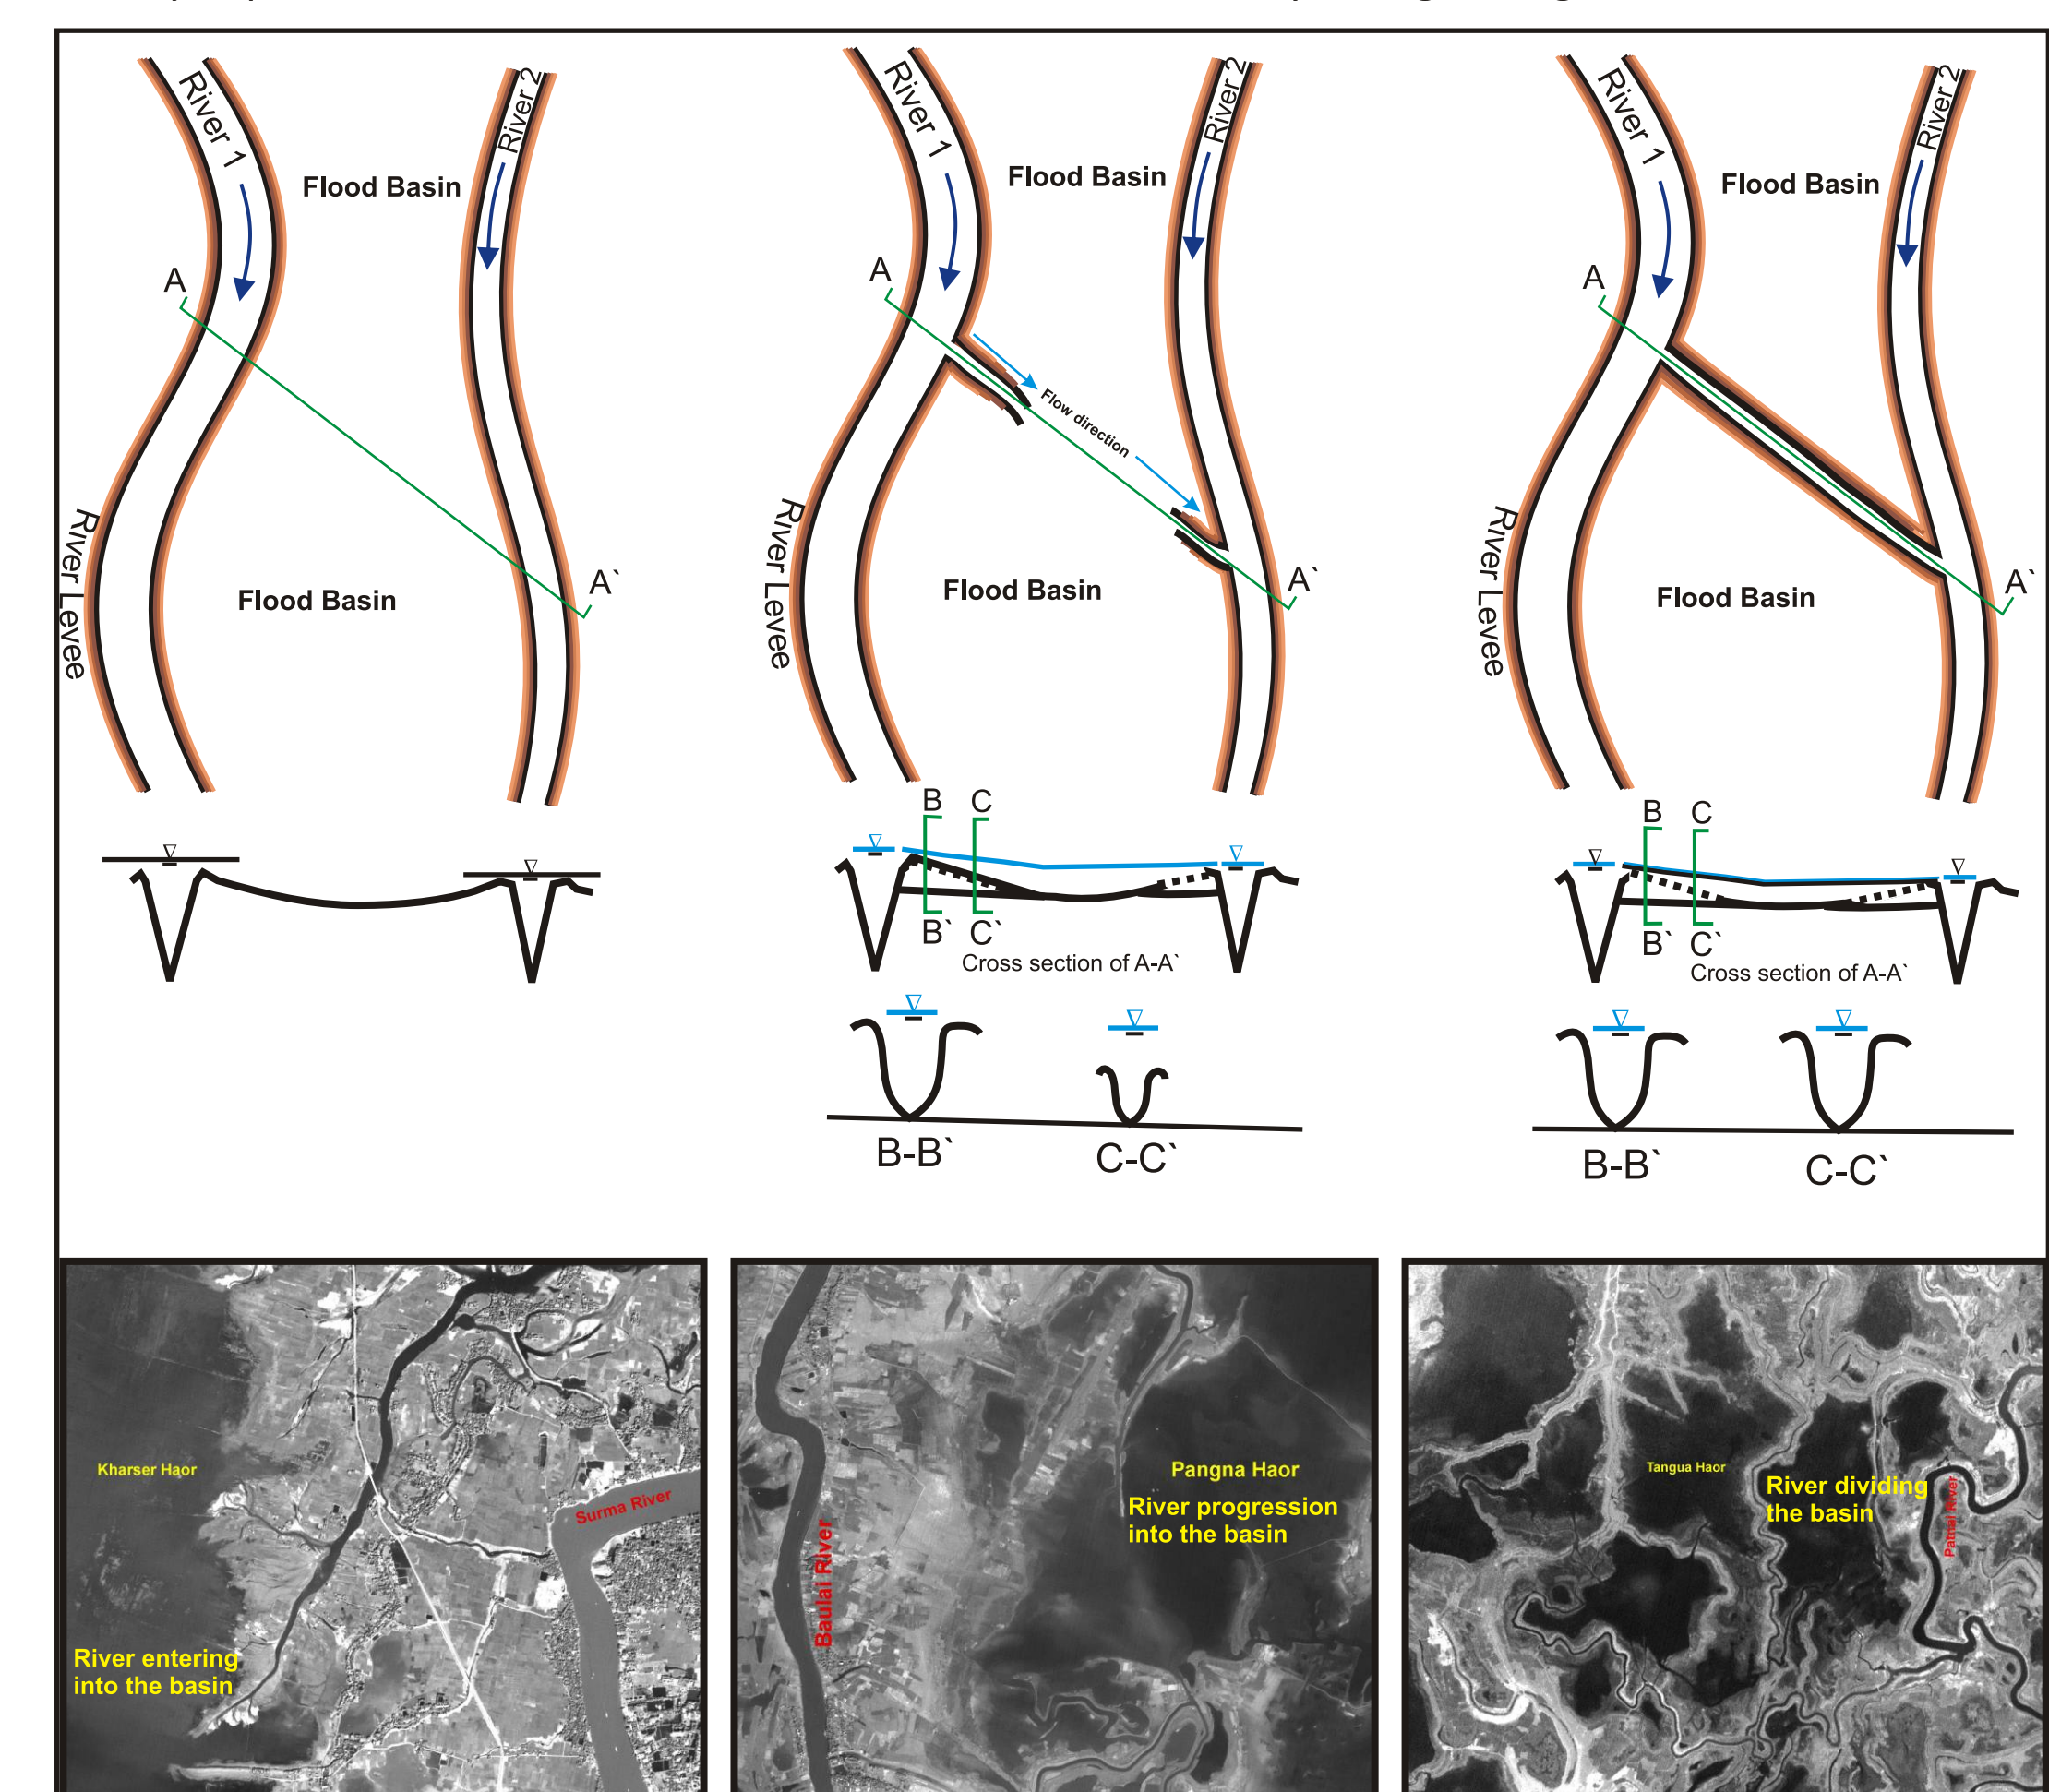 River 1
River 2
Flood Basin
A
A`
River Levee
Flood Basin
River 1
River 2
Flood Basin
A
Flow direction
A`
River Levee
Flood Basin
River 1
River 2
Flood Basin
A
A`
River Levee
Flood Basin
B C
B` C`
Cross section of A-A`
B-B` C-C`
B C
B` C`
Cross section of A-A`
B-B` C-C`
Kharser Haor
Surma River
River entering
into the basin
Baulai River
Pangna Haor
River progression
into the basin
Tangua Haor
River dividing
the basin
Patnai River